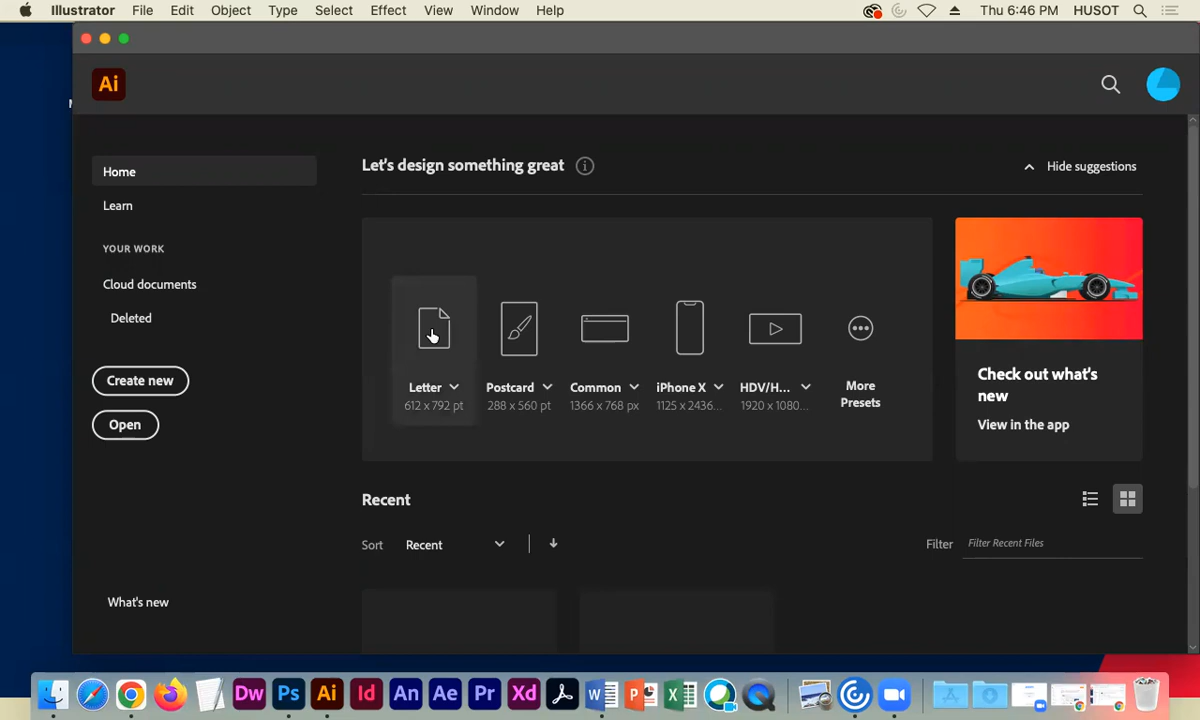 Illustrator File Edit Object Type Select Effect View Window Help Thu 6:46 PM HUSOT
Ai
Home
Learn
YOUR WORK
Cloud documents
Deleted
Create new
Open
What's new
Let's design something great
Hide suggestions
Letter Postcard Common iPhone X HDV/H... More
Presets
612 x 792 pt 288 x 560 pt 1366 x 768 px 1125 x 2436... 1920 x 1080...
Check out what's
new
View in the app
Recent
Sort Recent Filter Filter Recent Files
Dw Ps Ai Id An Ae Pr Xd W P X